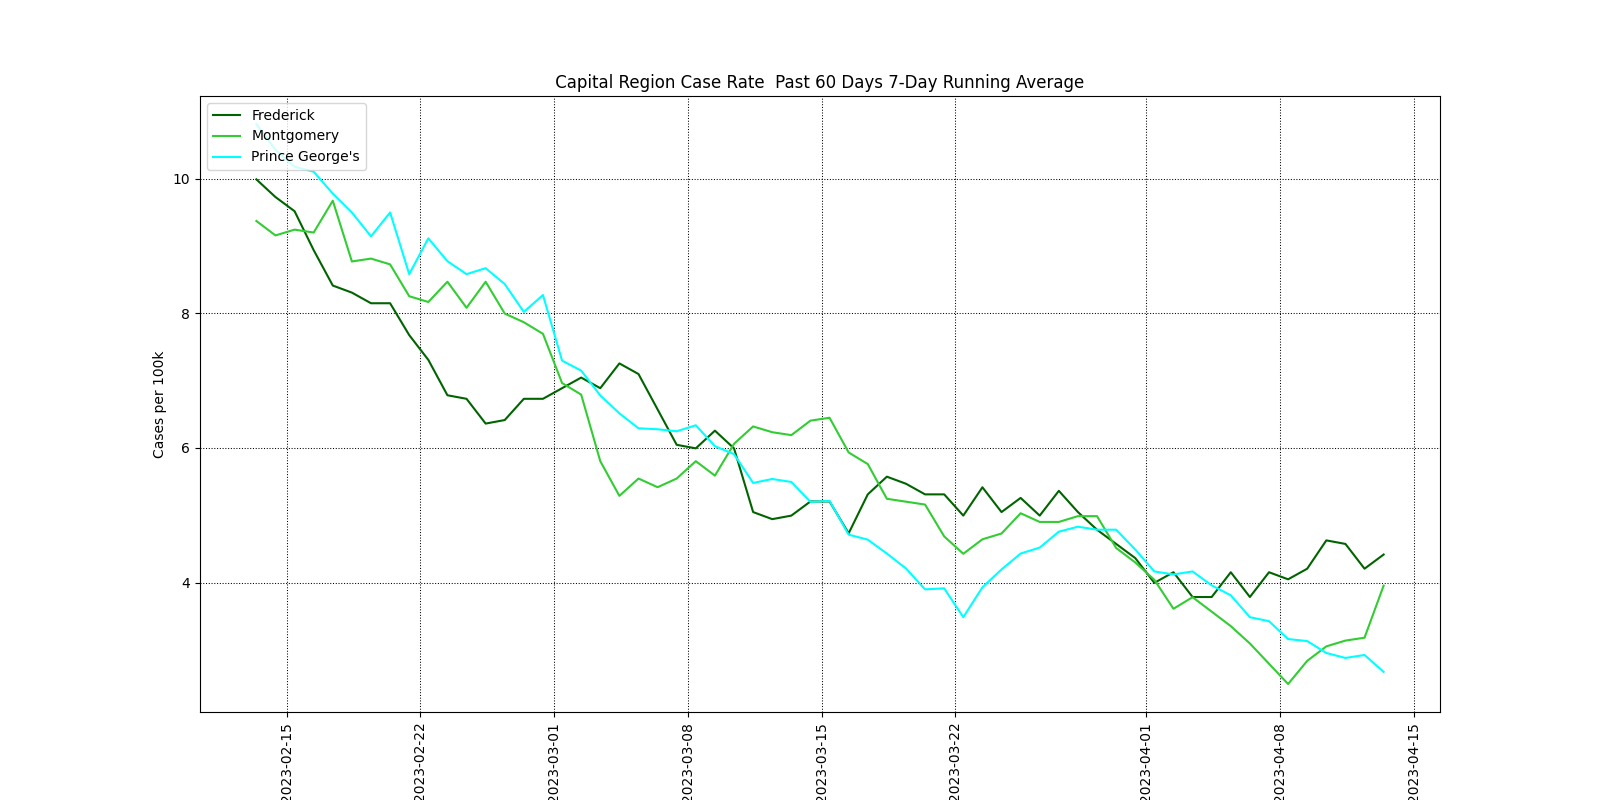 Capital Region Case Rate  Past 60 Days 7-Day Running Average
Frederick
Montgomery
Prince George's
Cases per 100k
10
8
6
4
2023-02-15
2023-02-22
2023-03-01
2023-03-08
2023-03-15
2023-03-22
2023-04-01
2023-04-08
2023-04-15